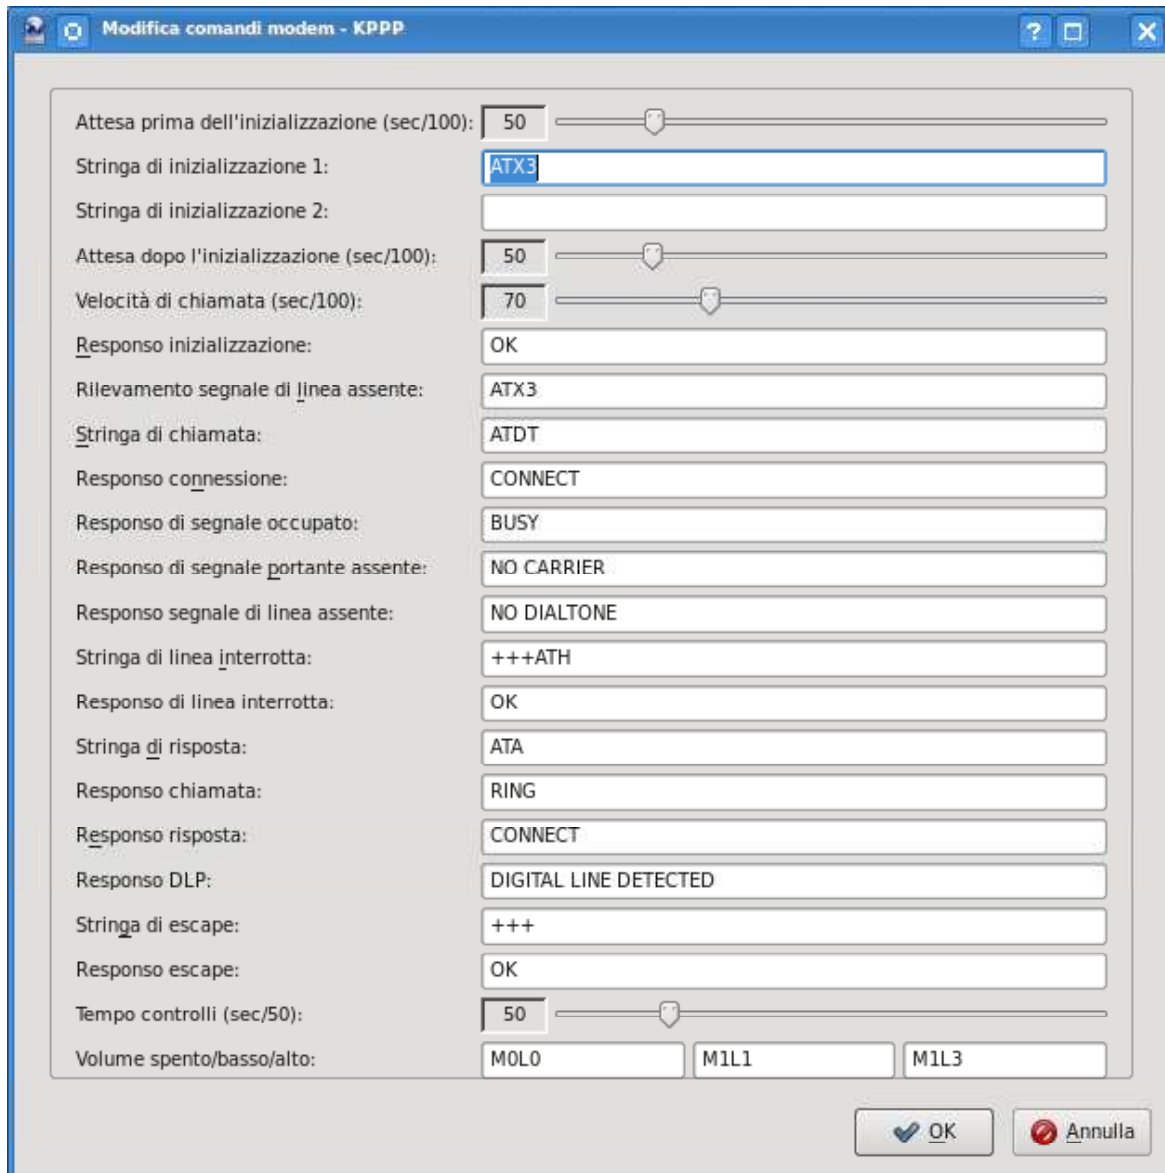 Modifica comandi modem - KPPP
Attesa prima dell'inizializzazione (sec/100): 50
Stringa di inizializzazione 1: ATX3
Stringa di inizializzazione 2:
Attesa dopo l'inizializzazione (sec/100): 50
Velocità di chiamata (sec/100): 70
Responso inizializzazione: OK
Rilevamento segnale di linea assente: ATX3
Stringa di chiamata: ATDT
Responso connessione: CONNECT
Responso di segnale occupato: BUSY
Responso di segnale portante assente: NO CARRIER
Responso segnale di linea assente: NO DIALTONE
Stringa di linea interrotta: +++ATH
Responso di linea interrotta: OK
Stringa di risposta: ATA
Responso chiamata: RING
Responso risposta: CONNECT
Responso DLP: DIGITAL LINE DETECTED
Stringa di escape: +++
Responso escape: OK
Tempo controlli (sec/50): 50
Volume spento/basso/alto: M0L0 M1L1 M1L3
OK Annulla